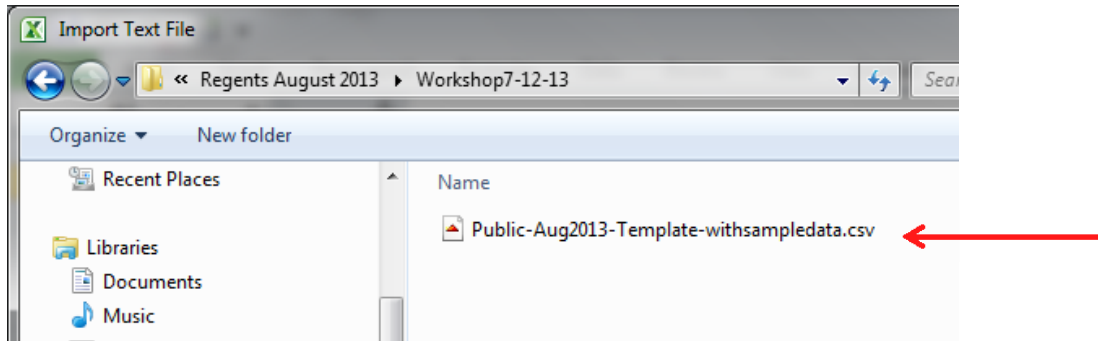 Import Text File
« Regents August 2013 Workshop7-12-13
Organize New folder
Recent Places
Name
Public-Aug2013-Template-withsampledata.csv
Libraries
Documents
Music